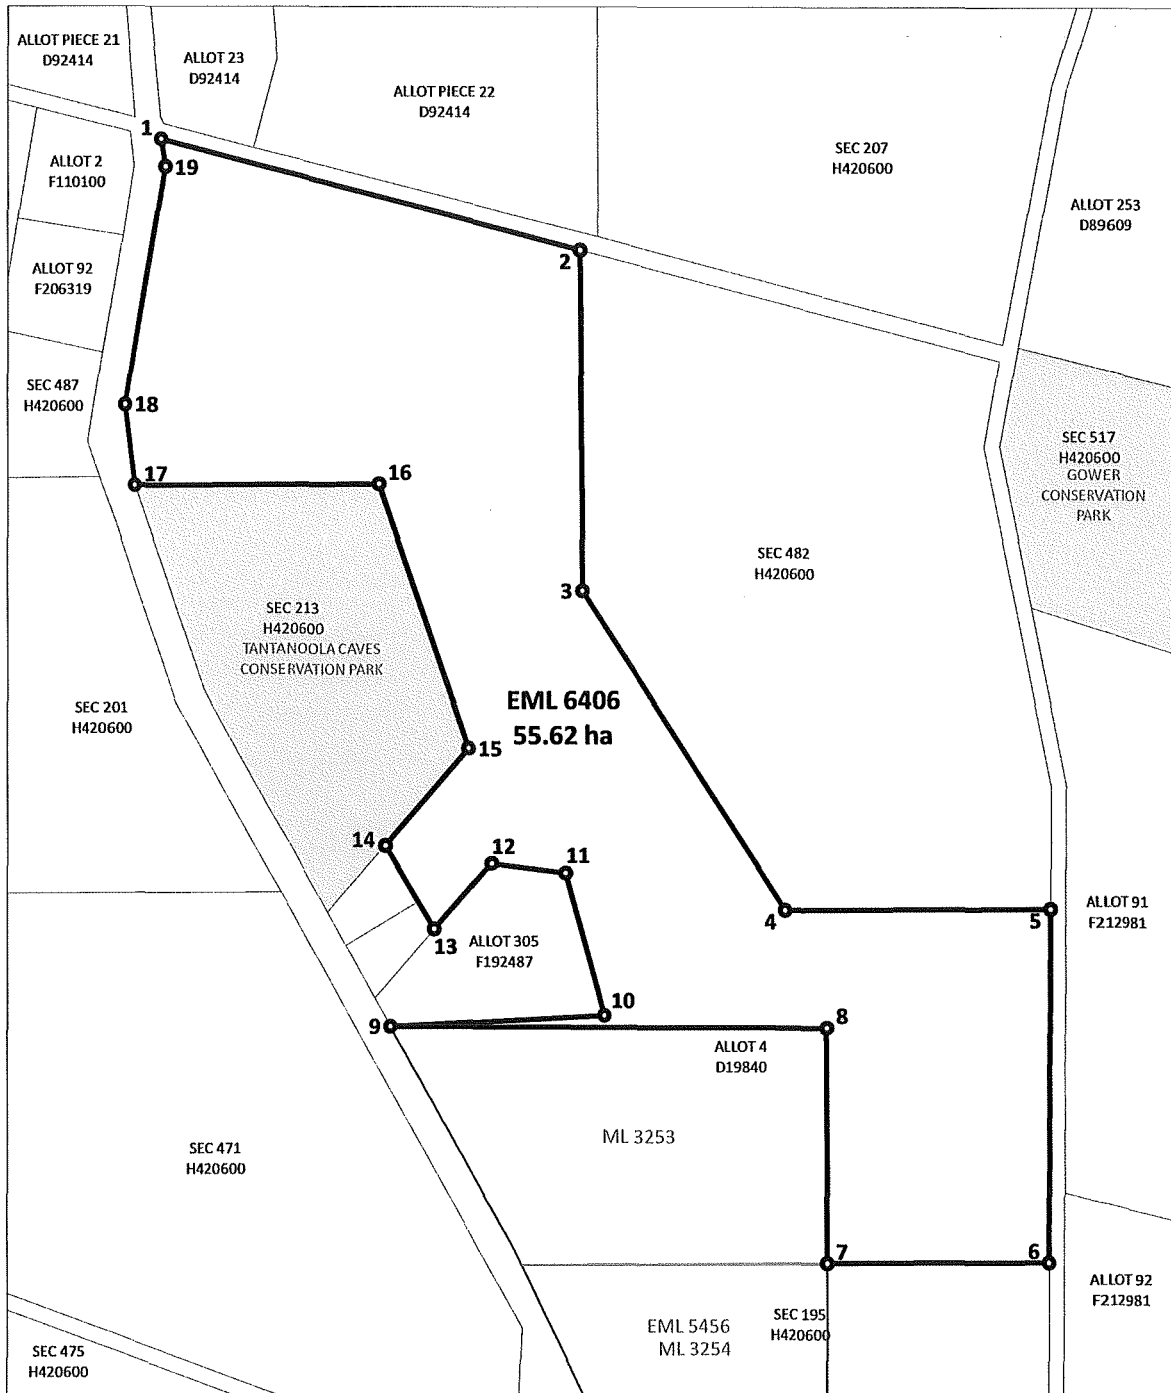 ALLOT PIECE 21
D92414
ALLOT 23
D92414
ALLOT PIECE 22
D92414
1
19
ALLOT 2
F110100
SEC 207
H420600
ALLOT 253
D89609
2
ALLOT 92
F206319
SEC 487
H420600
18
17
16
SEC 517
H420600
GOWER
CONSERVATION
PARK
SEC 482
H420600
3
SEC 213
H420600
TANTANOOLA CAVES
CONSERVATION PARK
SEC 201
H420600
EML 6406
55.62 ha
15
14
12
11
4
5
ALLOT 91
F212981
13
ALLOT 305
F192487
10
9
8
ALLOT 4
D19840
ML 3253
SEC 471
H420600
7
6
ALLOT 92
F212981
EML 5456
ML 3254
SEC 195
H420600
SEC 475
H420600